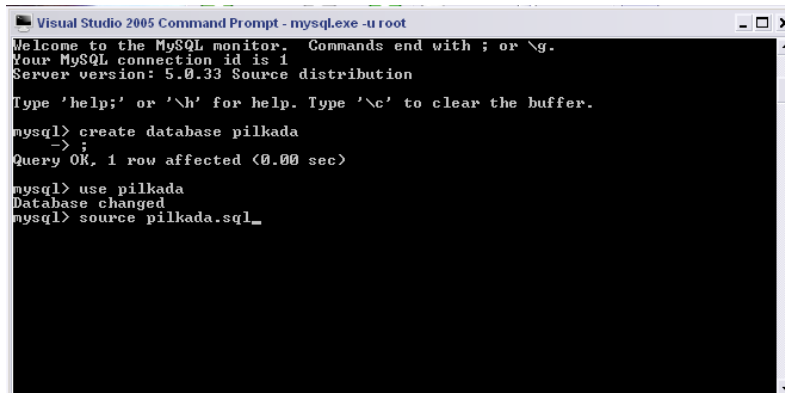 Visual Studio 2005 Command Prompt - mysql.exe -u root
Welcome to the MySQL monitor.  Commands end with ; or \g.
Your MySQL connection id is 1
Server version: 5.0.33 Source distribution
Type 'help;' or '\h' for help. Type '\c' to clear the buffer.
mysql> create database pilkada
    -> ;
Query OK, 1 row affected (0.00 sec)
mysql> use pilkada
Database changed
mysql> source pilkada.sql_